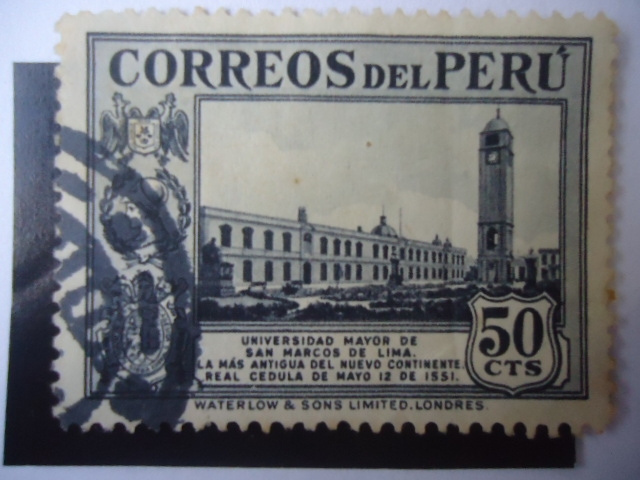 CORREOS DEL PERÚ
UNIVERSIDAD MAYOR DE
SAN MARCOS DE LIMA.
LA MÁS ANTIGUA DEL NUEVO CONTINENTE.
REAL CEDULA DE MAYO 12 DE 1551.
50
CTS
WATERLOW & SONS LIMITED. LONDRES.